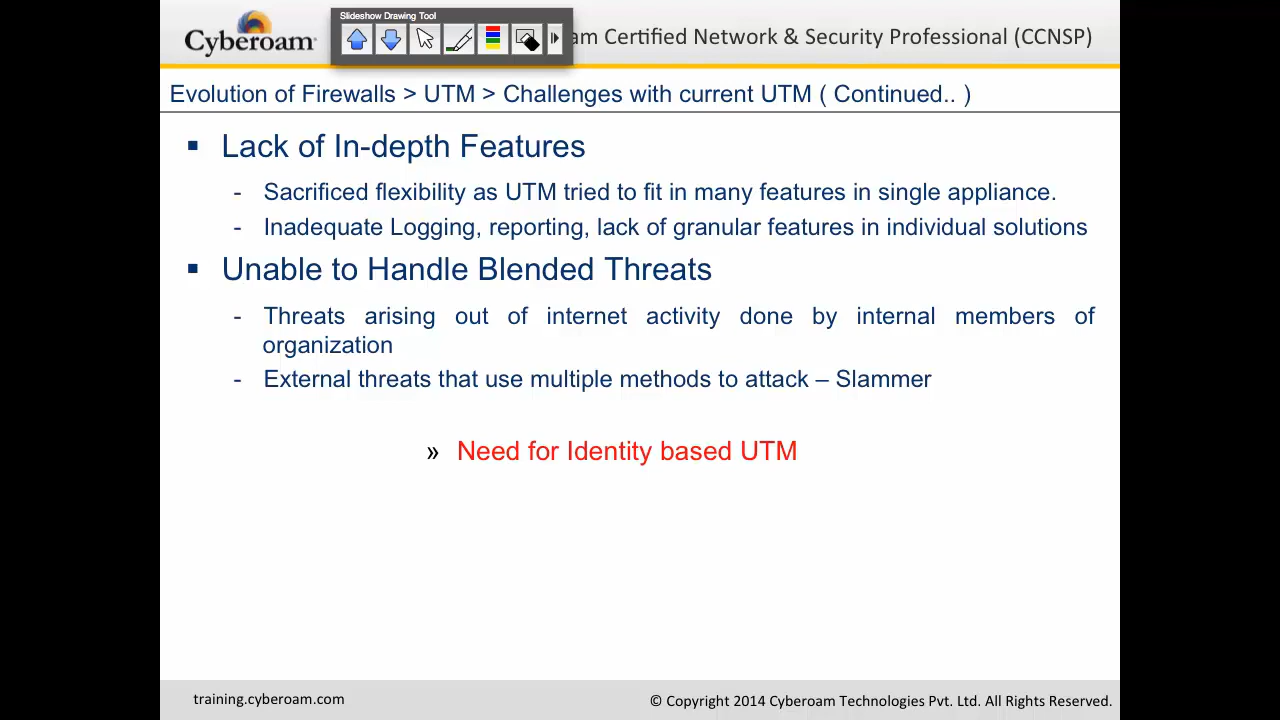 Slideshow Drawing Tool
Cyberoam
am Certified Network & Security Professional (CCNSP)
Evolution of Firewalls > UTM > Challenges with current UTM ( Continued.. )
▪ Lack of In-depth Features
- Sacrificed flexibility as UTM tried to fit in many features in single appliance.
- Inadequate Logging, reporting, lack of granular features in individual solutions
▪ Unable to Handle Blended Threats
- Threats arising out of internet activity done by internal members of
organization
- External threats that use multiple methods to attack – Slammer
» Need for Identity based UTM
training.cyberoam.com
© Copyright 2014 Cyberoam Technologies Pvt. Ltd. All Rights Reserved.